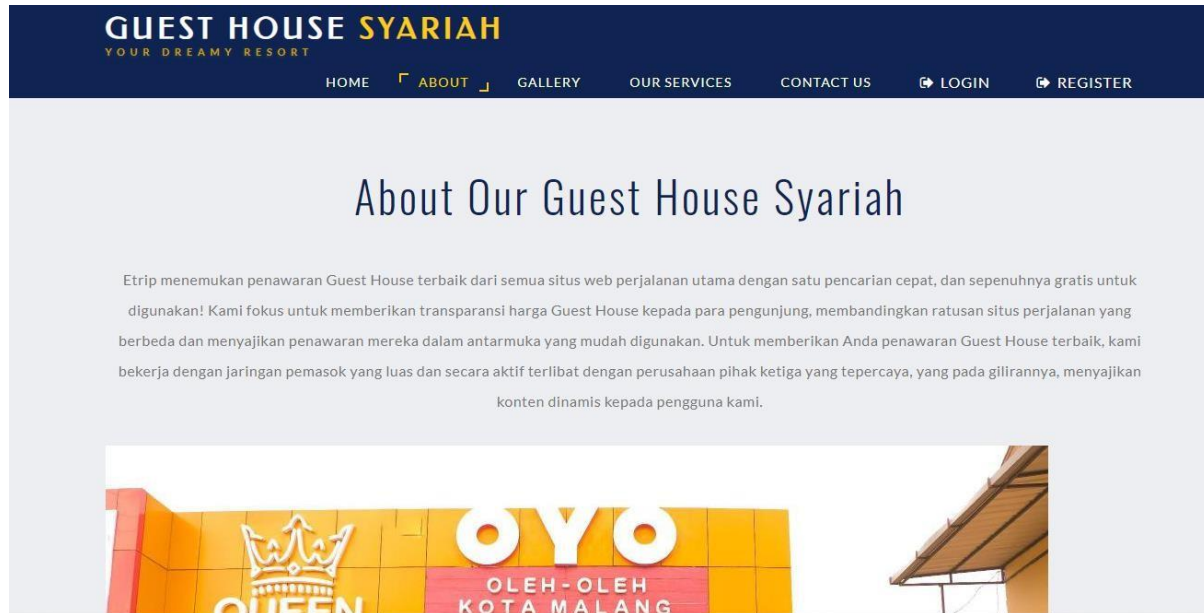 GUEST HOUSE SYARIAH
YOUR DREAMY RESORT
HOME ABOUT GALLERY OUR SERVICES CONTACT US LOGIN REGISTER
About Our Guest House Syariah
Etrip menemukan penawaran Guest House terbaik dari semua situs web perjalanan utama dengan satu pencarian cepat, dan sepenuhnya gratis untuk
digunakan! Kami fokus untuk memberikan transparansi harga Guest House kepada para pengunjung, membandingkan ratusan situs perjalanan yang
berbeda dan menyajikan penawaran mereka dalam antarmuka yang mudah digunakan. Untuk memberikan Anda penawaran Guest House terbaik, kami
bekerja dengan jaringan pemasok yang luas dan secara aktif terlibat dengan perusahaan pihak ketiga yang tepercaya, yang pada gilirannya, menyajikan
konten dinamis kepada pengguna kami.
OYO
OLEH-OLEH
QUEEN KOTA MALANG